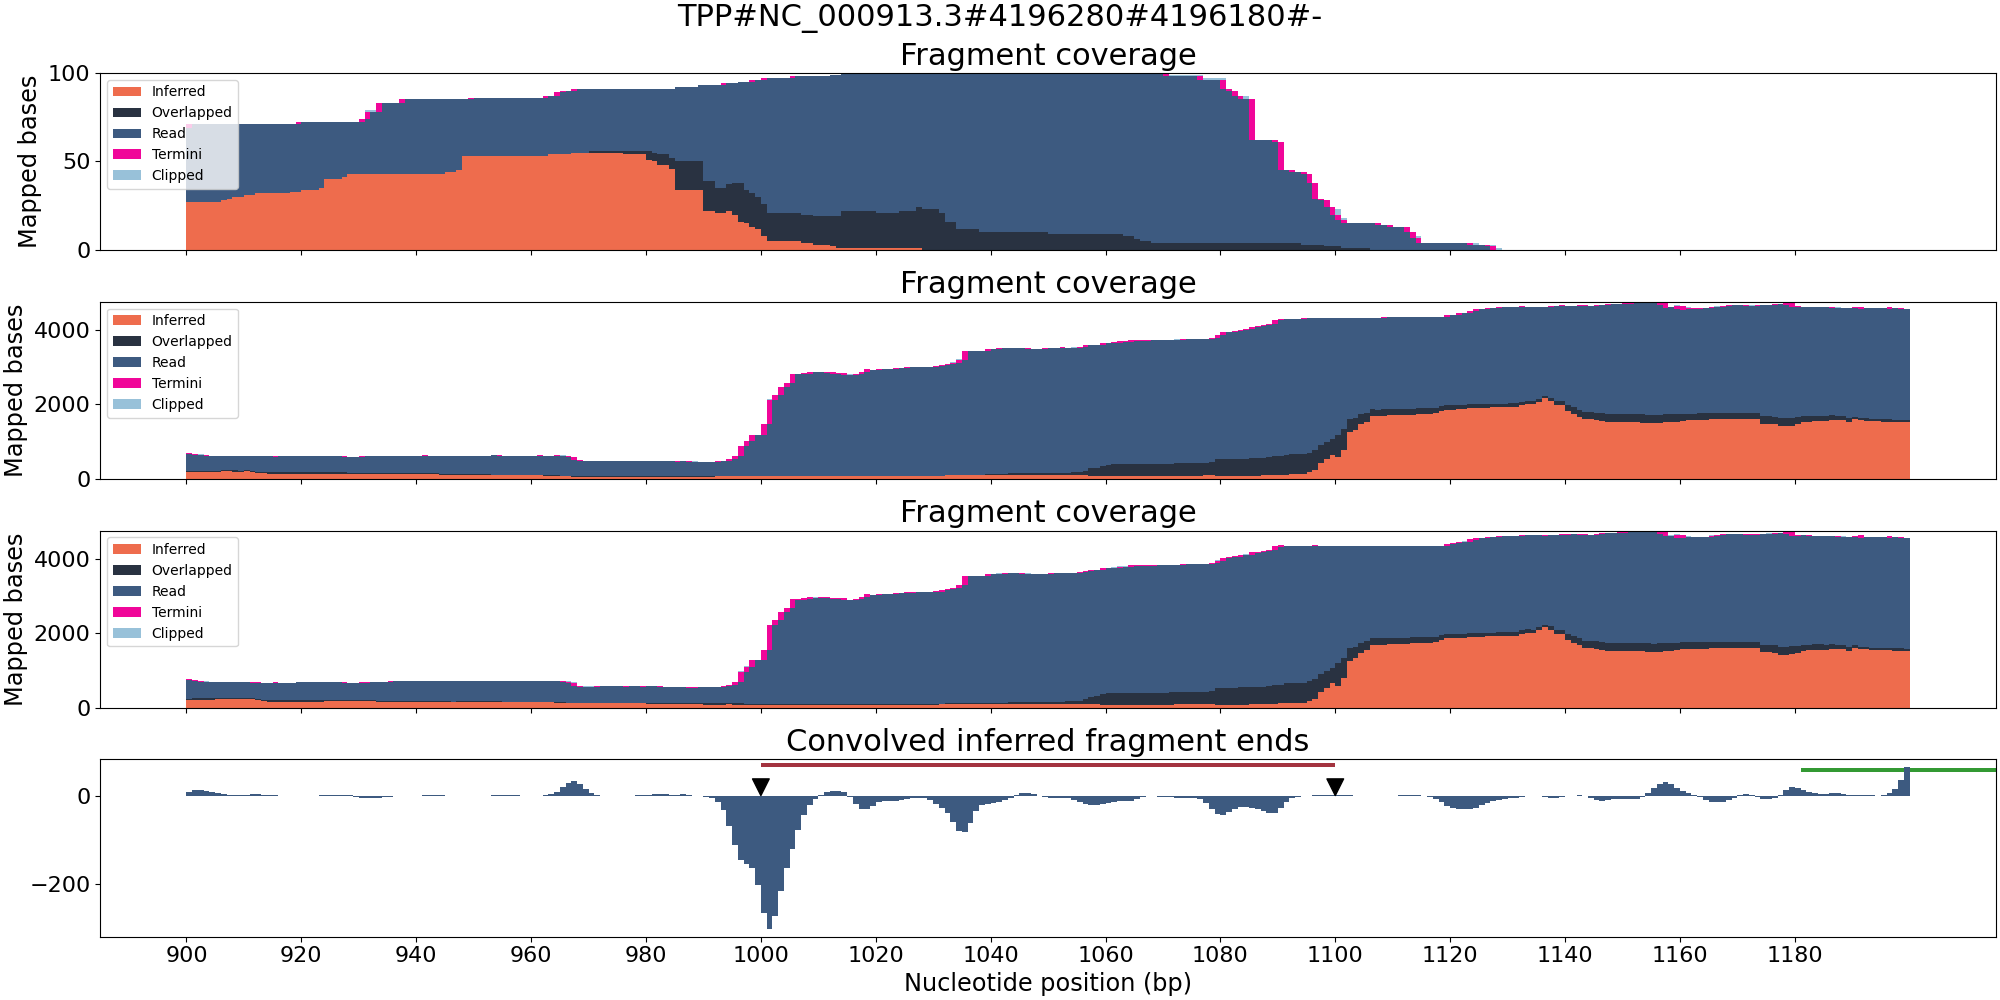 TPP#NC_000913.3#4196280#4196180#-
Fragment coverage
Mapped bases
100
50
0
Inferred
Overlapped
Read
Termini
Clipped
Fragment coverage
Mapped bases
4000
2000
0
Inferred
Overlapped
Read
Termini
Clipped
Fragment coverage
Mapped bases
4000
2000
0
Inferred
Overlapped
Read
Termini
Clipped
Convolved inferred fragment ends
0
−200
900 920 940 960 980 1000 1020 1040 1060 1080 1100 1120 1140 1160 1180
Nucleotide position (bp)